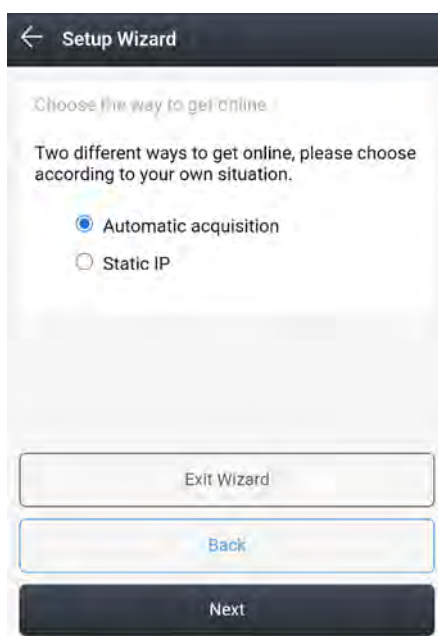 Setup Wizard
Choose the way to get online
Two different ways to get online, please choose
according to your own situation.
Automatic acquisition
Static IP
Exit Wizard
Back
Next